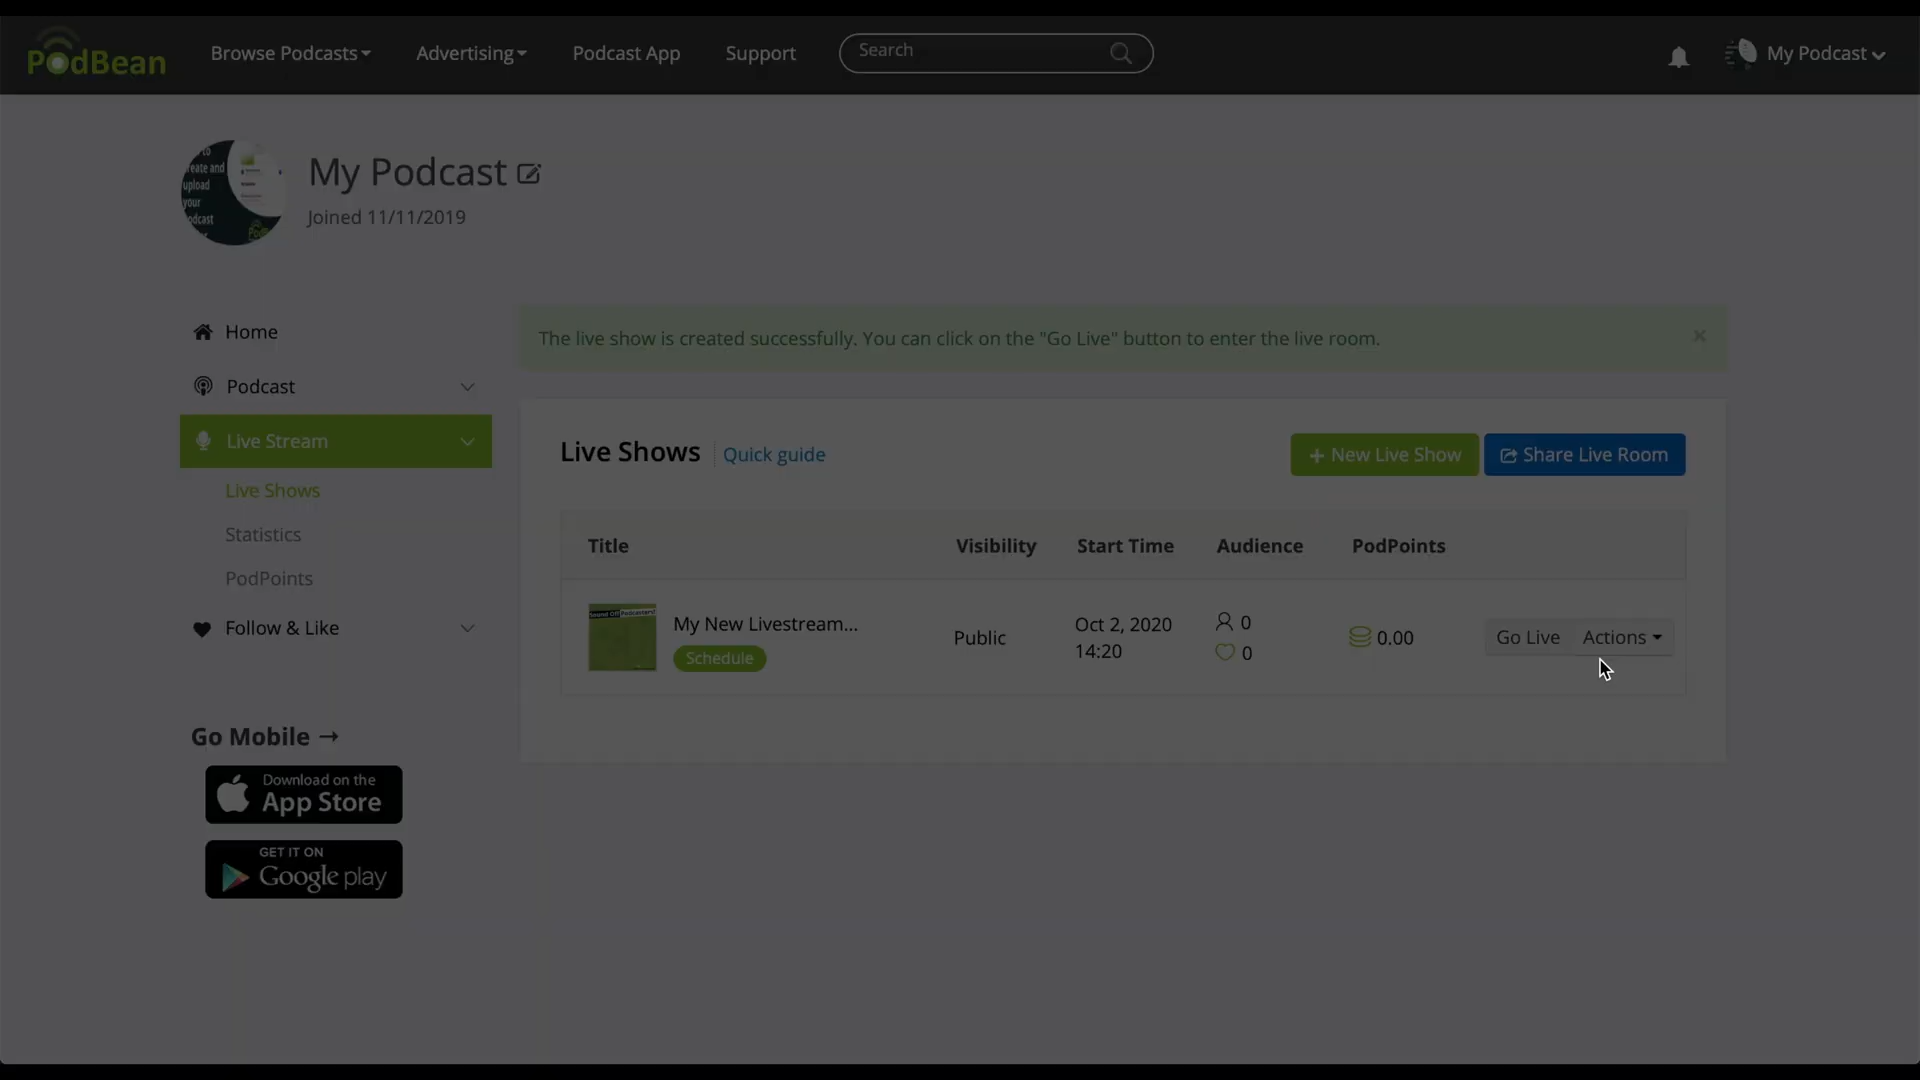 PodBean
Browse Podcasts
Advertising
Podcast App
Support
Search
My Podcast
My Podcast
Joined 11/11/2019
Home
Podcast
Live Stream
Live Shows
Statistics
PodPoints
Follow & Like
Go Mobile →
Download on the
App Store
GET IT ON
Google play
The live show is created successfully. You can click on the "Go Live" button to enter the live room.
×
Live Shows
Quick guide
+ New Live Show
Share Live Room
Title
Visibility
Start Time
Audience
PodPoints
My New Livestream...
Schedule
Public
Oct 2, 2020
14:20
0
0
0.00
Go Live
Actions